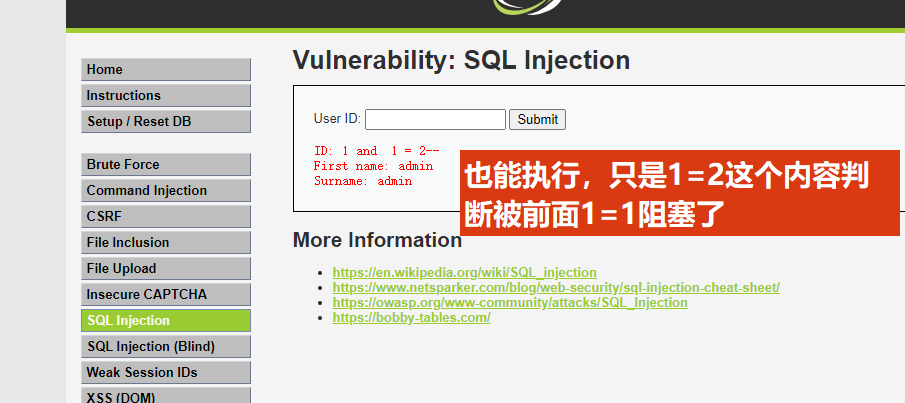 Home
Instructions
Setup / Reset DB
Brute Force
Command Injection
CSRF
File Inclusion
File Upload
Insecure CAPTCHA
SQL Injection
SQL Injection (Blind)
Weak Session IDs
XSS (DOM)
Vulnerability: SQL Injection
User ID:
Submit
ID: 1 and  1 = 2--
First name: admin
Surname: admin
也能执行，只是1=2这个内容判
断被前面1=1阻塞了
More Information
https://en.wikipedia.org/wiki/SQL_injection
https://www.netsparker.com/blog/web-security/sql-injection-cheat-sheet/
https://owasp.org/www-community/attacks/SQL_Injection
https://bobby-tables.com/